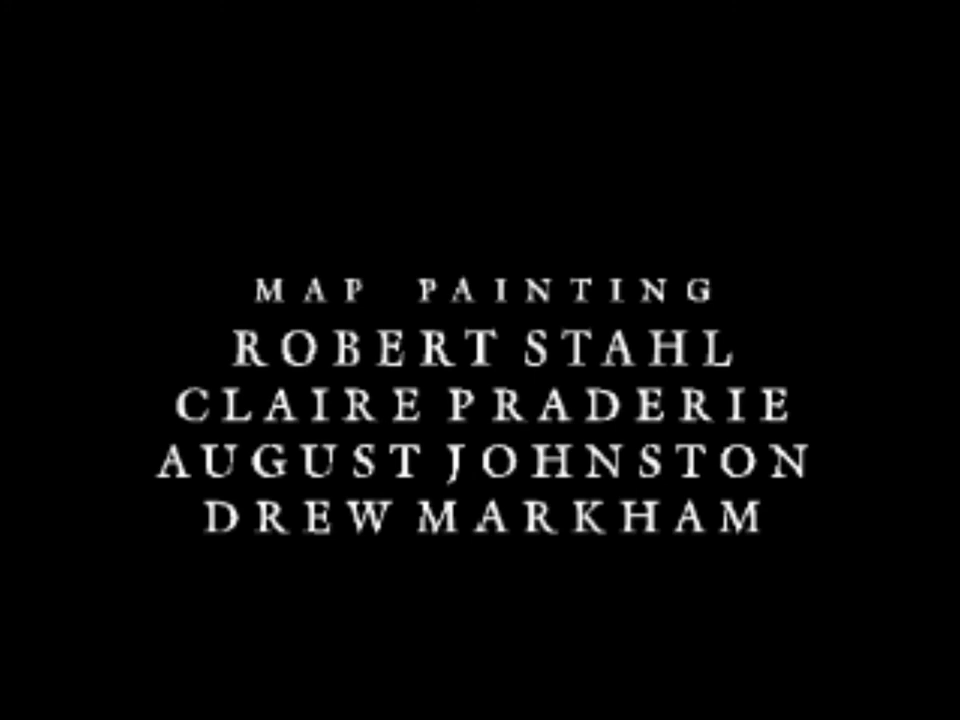 MAP PAINTING
ROBERT STAHL
CLAIRE PRADERIE
AUGUST JOHNSTON
DREW MARKHAM